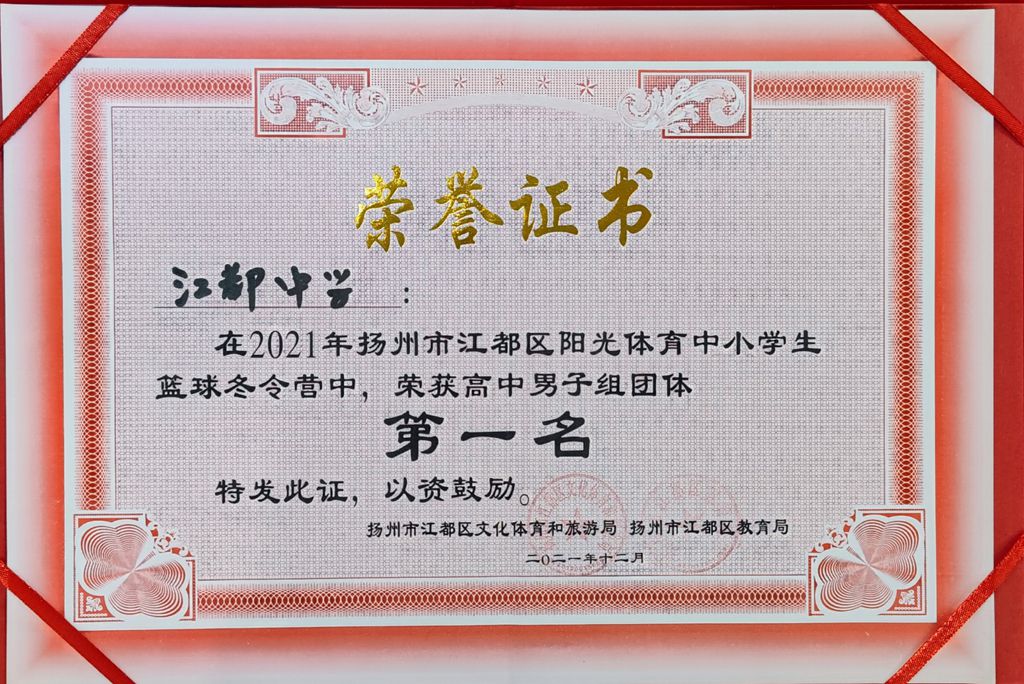 荣誉证书
江都中学：
在2021年扬州市江都区阳光体育中小学生
篮球冬令营中，荣获高中男子组团体
第一名
特发此证，以资鼓励。
扬州市江都区文化体育和旅游局 扬州市江都区教育局
二〇二一年十二月